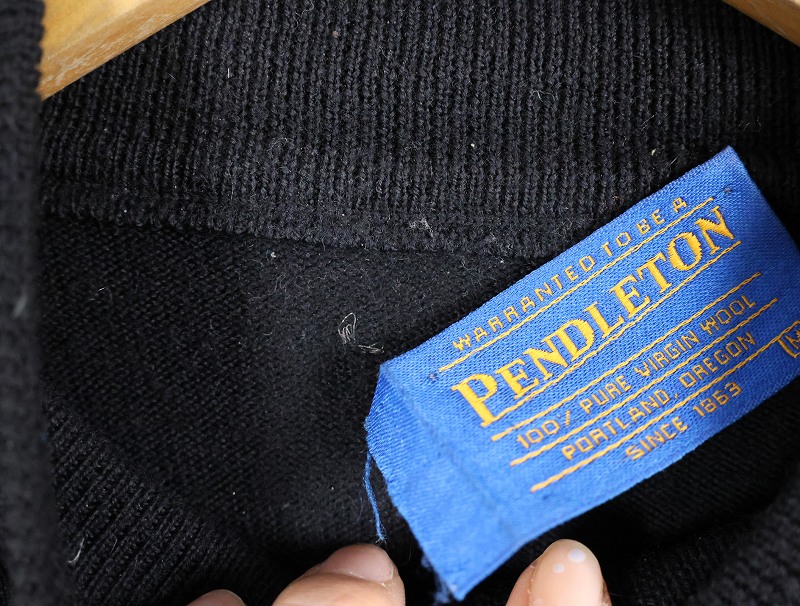 WARRANTED TO BE A
PENDLETON
100% PURE VIRGIN WOOL
PORTLAND, OREGON
SINCE 1863